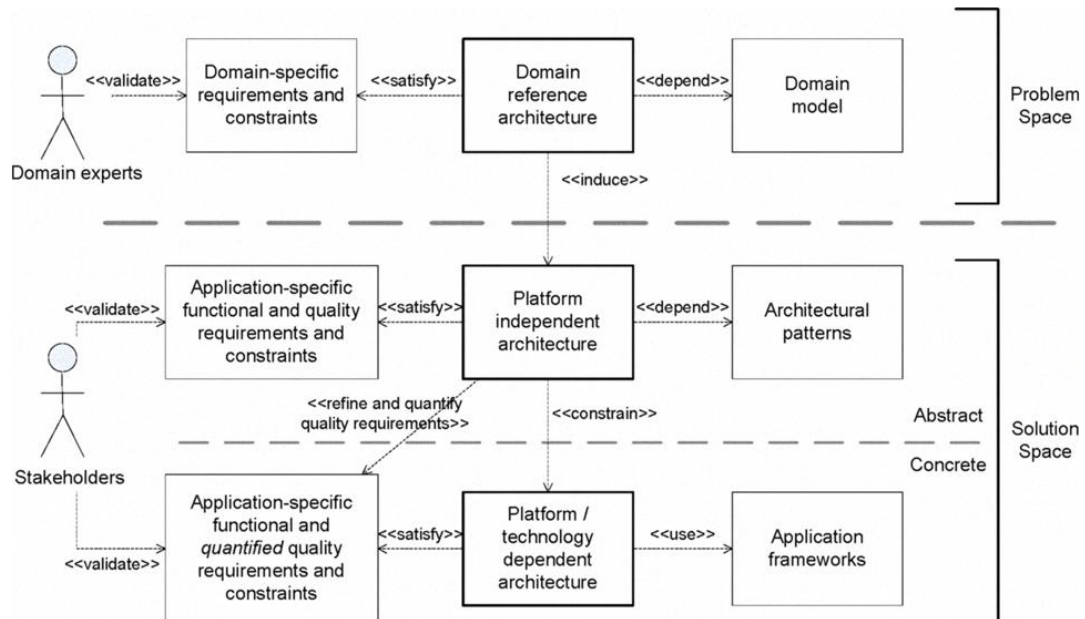 <<validate>>
Domain-specific
requirements and
constraints
<<satisfy>>
Domain
reference
architecture
<<depend>>
Domain
model
Problem
Space
Domain experts
<<induce>>
<<validate>>
Application-specific
functional and quality
requirements and
constraints
<<satisfy>>
Platform
independent
architecture
<<depend>>
Architectural
patterns
<<refine and quantify
quality requirements>>
<<constrain>>
Abstract
Solution
Space
Concrete
Stakeholders
<<validate>>
Application-specific
functional and
quantified quality
requirements and
constraints
<<satisfy>>
Platform /
technology
dependent
architecture
<<use>>
Application
frameworks